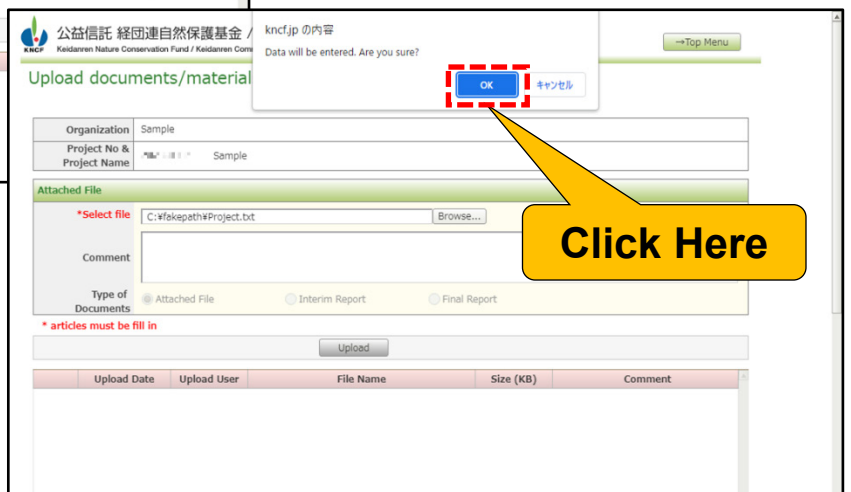 公益信託 経団連自然保護基金 /
KNCF Keidanren Nature Conservation Fund / Keidanren Com
kncf.jp の内容
Data will be entered. Are you sure?
OK キャンセル
→Top Menu
Upload documents/material
Organization Sample
Project No & Project Name Sample
Attached File
*Select file C:¥fakepath¥Project.txt Browse...
Click Here
Comment
Type of Documents Attached File Interim Report Final Report
* articles must be fill in
Upload
Upload Date Upload User File Name Size (KB) Comment